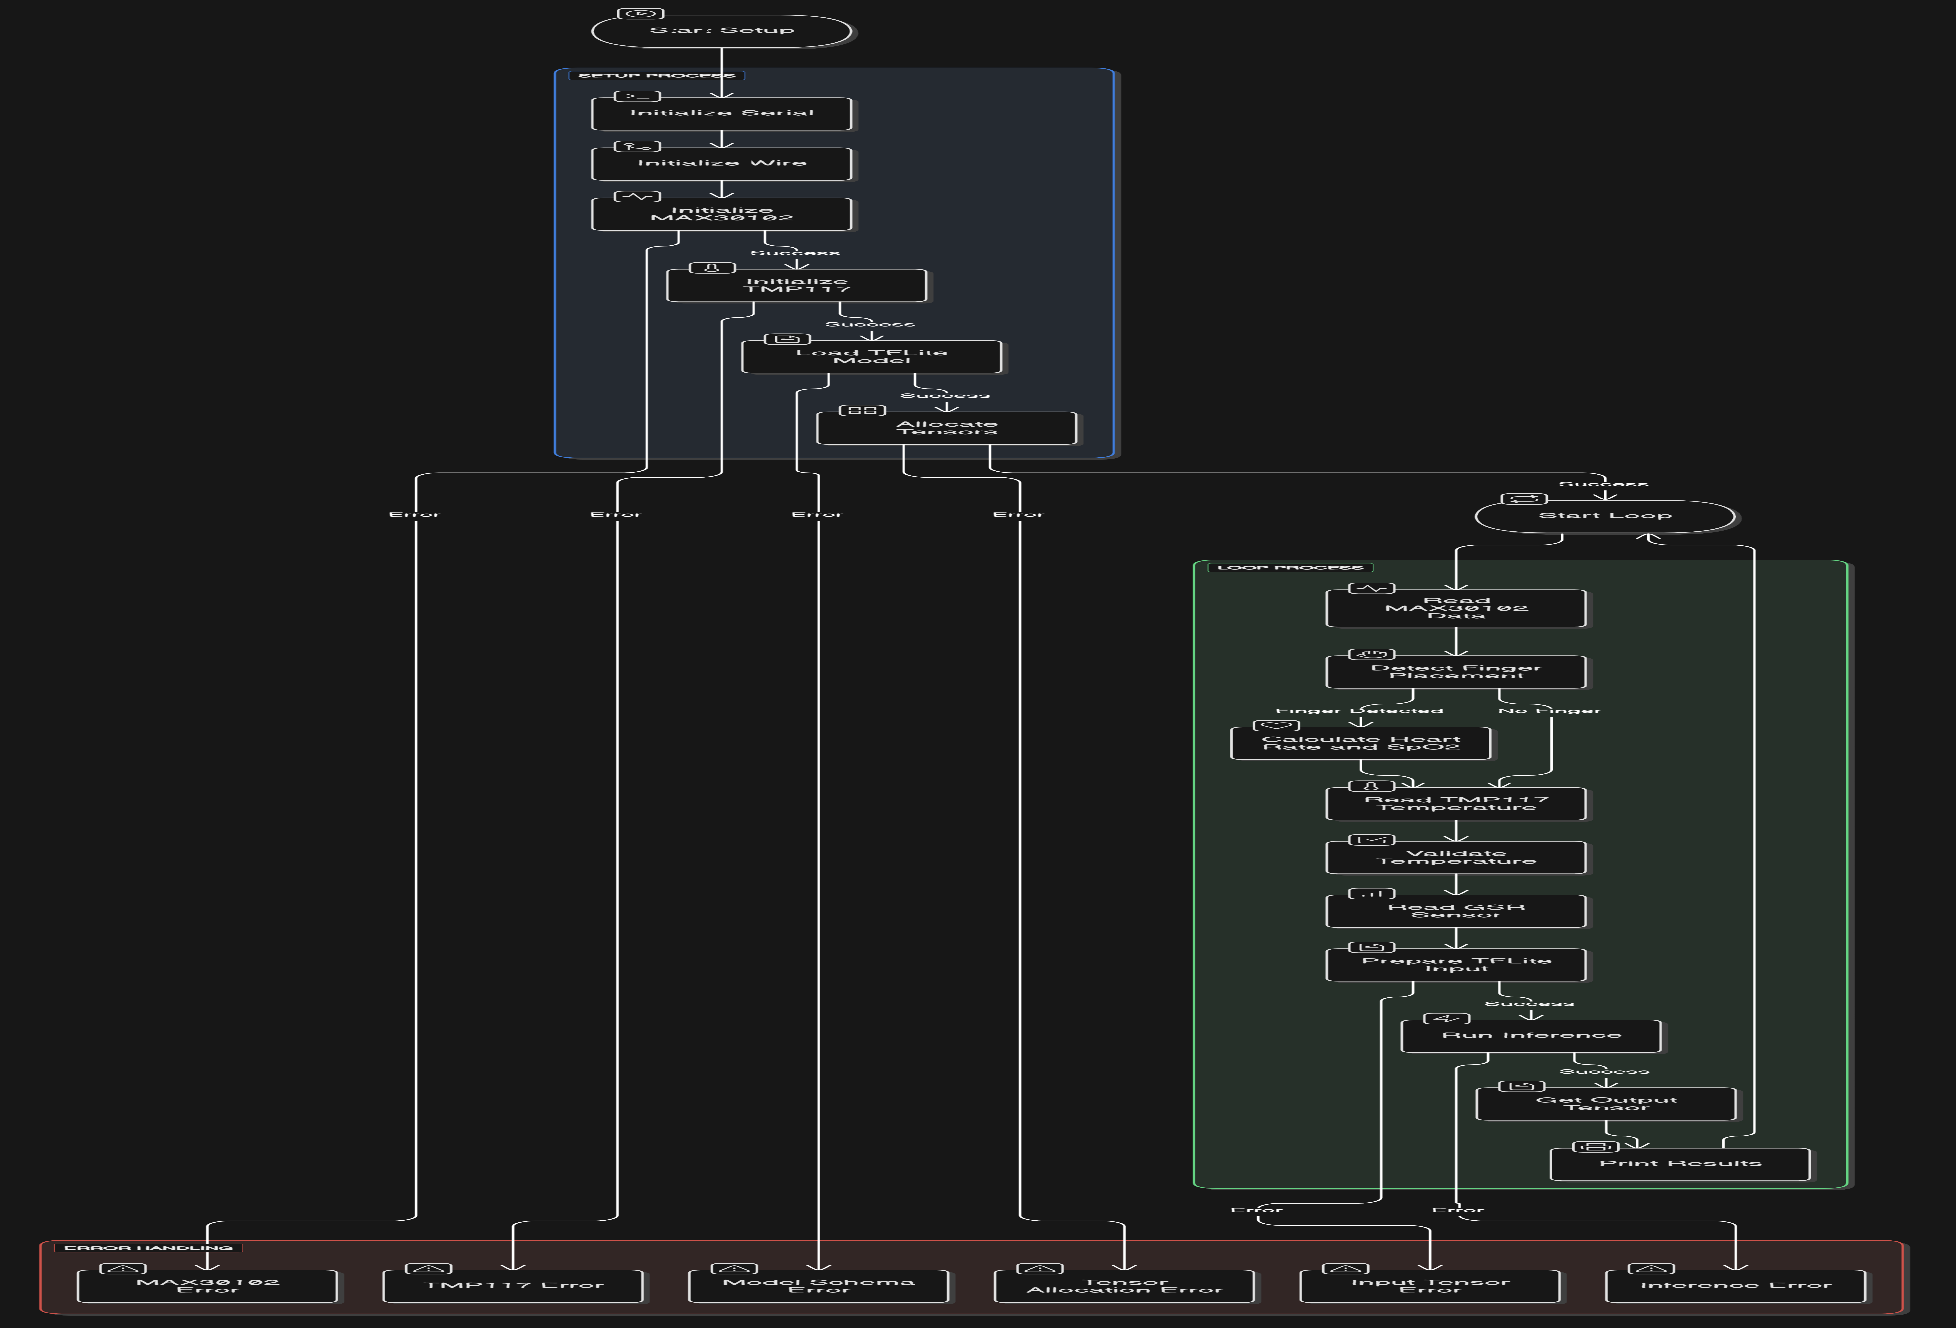 Start Setup
SETUP PROCESS
Initialize Serial
Initialize Wire
Initialize
MAX30102
Success
Initialize
TMP117
Success
Load TFLite
Model
Success
Allocate
Tensors
Success
Error
Error
Error
Error
Start Loop
LOOP PROCESS
Read
MAX30102
Data
Detect Finger
Placement
Finger Detected
No Finger
Calculate Heart
Rate and SpO2
Read TMP117
Temperature
Validate
Temperature
Read GSR
Sensor
Prepare TFLite
Input
Success
Run Inference
Success
Get Output
Tensor
Print Results
Error
Error
ERROR HANDLING
MAX30102
Error
TMP117 Error
Model Schema
Error
Tensor
Allocation Error
Input Tensor
Error
Inference Error